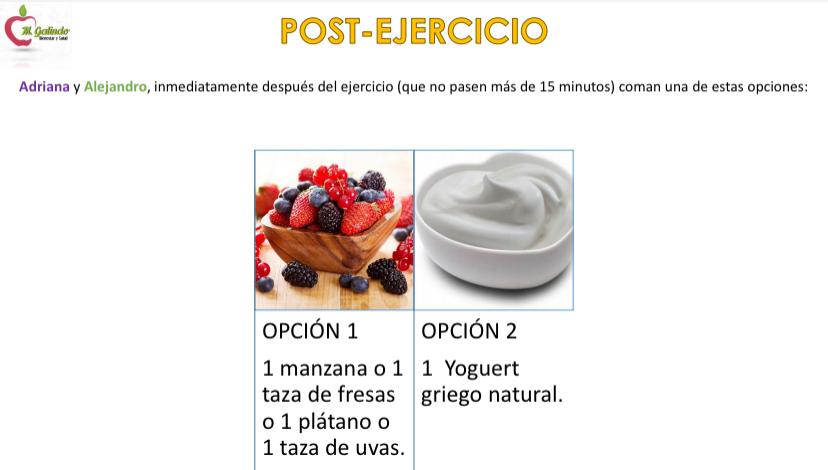 M. Galindo
Bienestar y Salud
POST-EJERCICIO
Adriana y Alejandro, inmediatamente después del ejercicio (que no pasen más de 15 minutos) coman una de estas opciones:
OPCIÓN 1
1 manzana o 1
taza de fresas
o 1 plátano o
1 taza de uvas.
OPCIÓN 2
1 Yoguert
griego natural.